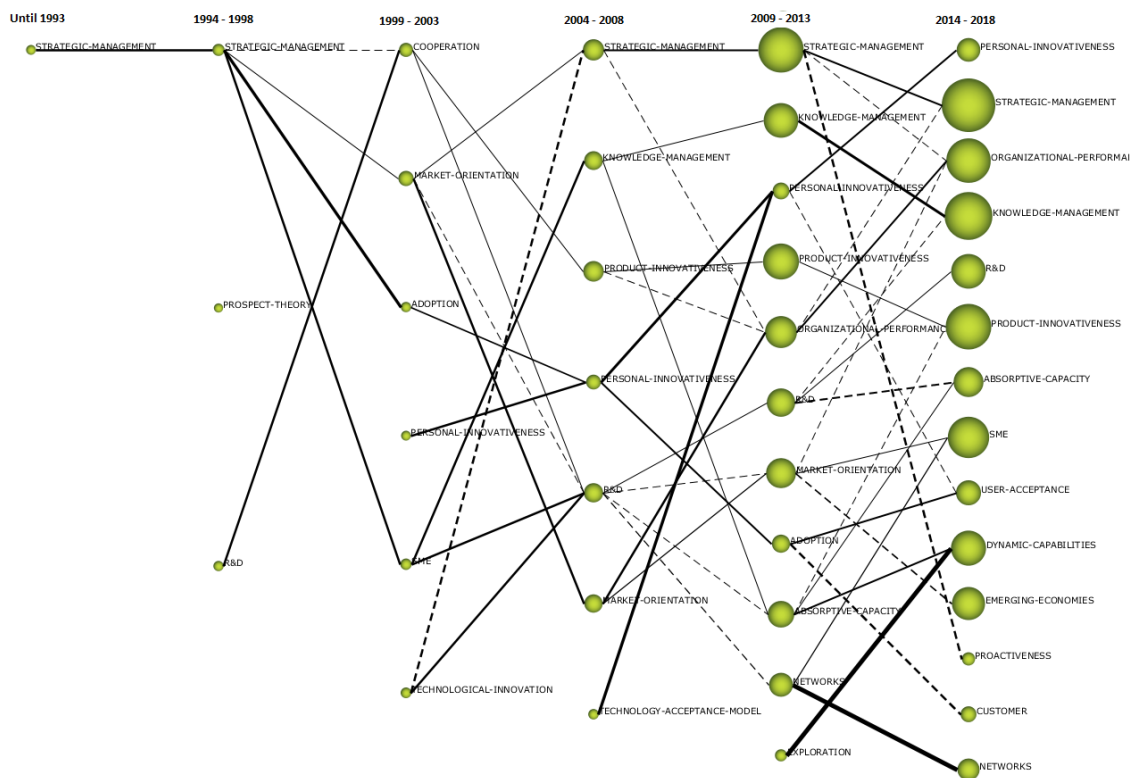 Until 1993
1994 - 1998
1999 - 2003
2004 - 2008
2009 - 2013
2014 - 2018
STRATEGIC-MANAGEMENT
STRATEGIC-MANAGEMENT
PROSPECT-THEORY
R&D
COOPERATION
MARKET-ORIENTATION
ADOPTION
PERSONAL-INNOVATIVENESS
SME
TECHNOLOGICAL-INNOVATION
STRATEGIC-MANAGEMENT
KNOWLEDGE-MANAGEMENT
PRODUCT-INNOVATIVENESS
PERSONAL-INNOVATIVENESS
R&D
MARKET-ORIENTATION
TECHNOLOGY-ACCEPTANCE-MODEL
STRATEGIC-MANAGEMENT
KNOWLEDGE-MANAGEMENT
PERSONAL-INNOVATIVENESS
PRODUCT-INNOVATIVENESS
ORGANIZATIONAL-PERFORMANC
R&D
MARKET-ORIENTATION
ADOPTION
ABSORPTIVE-CAPACITY
NETWORKS
EXPLORATION
PERSONAL-INNOVATIVENESS
STRATEGIC-MANAGEMENT
ORGANIZATIONAL-PERFORMA
KNOWLEDGE-MANAGEMENT
R&D
PRODUCT-INNOVATIVENESS
ABSORPTIVE-CAPACITY
SME
USER-ACCEPTANCE
DYNAMIC-CAPABILITIES
EMERGING-ECONOMIES
PROACTIVENESS
CUSTOMER
NETWORKS